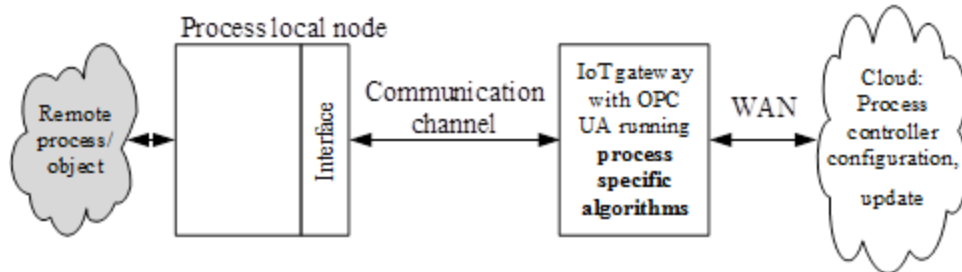 Process local node
Remote
process/
object
Interface
Communication
channel
IoT gateway
with OPC
UA running
process
specific
algorithms
WAN
Cloud:
Process
controller
configuration,
update